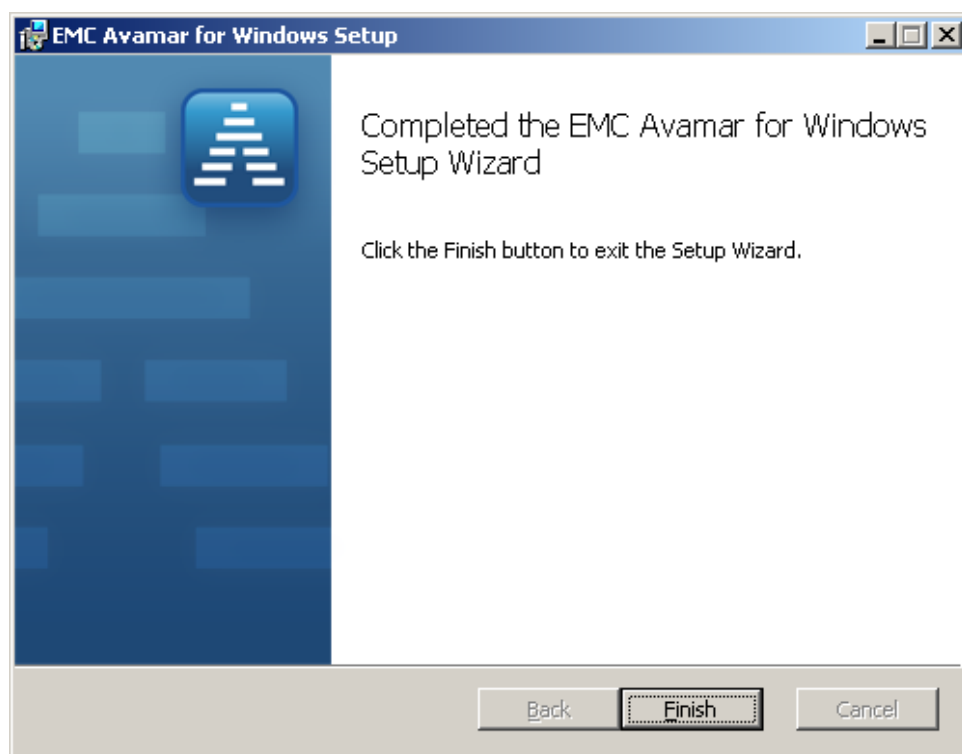 EMC Avamar for Windows Setup
Completed the EMC Avamar for Windows
Setup Wizard
Click the Finish button to exit the Setup Wizard.
Back
Finish
Cancel